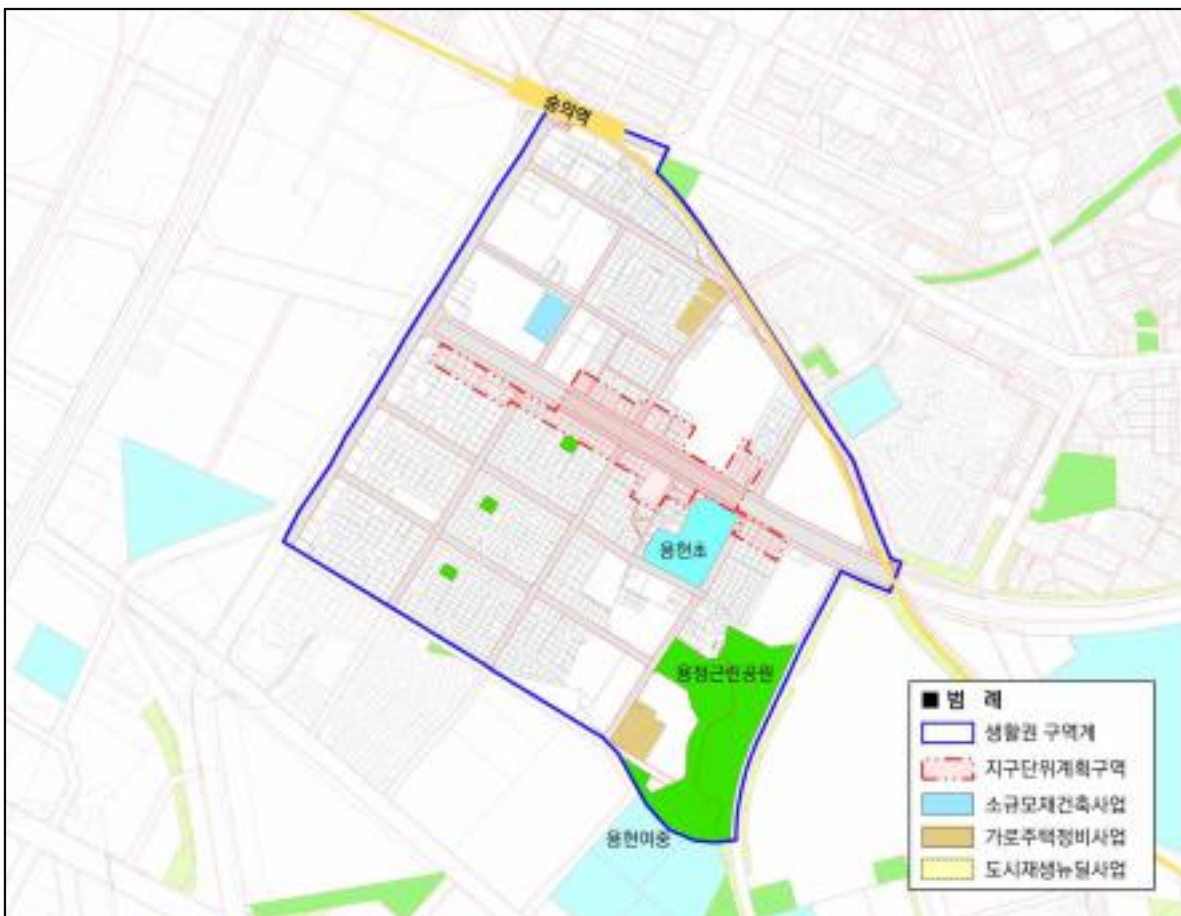 숭의역
용현초
용정근린공원
용현여중
■ 범 례
생활권 구역계
지구단위계획구역
소규모재건축사업
가로주택정비사업
도시재생뉴딜사업